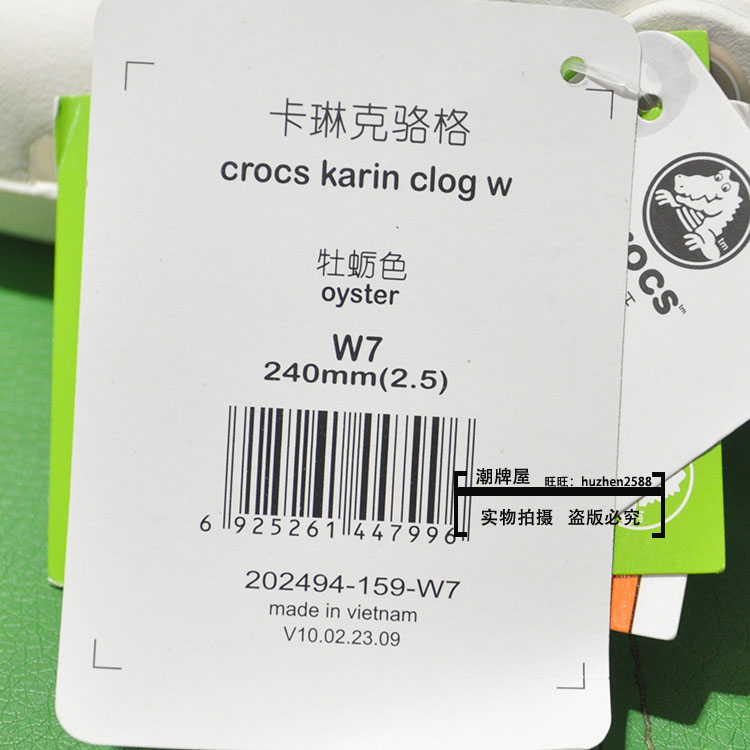 卡琳克骆格
crocs karin clog w
牡蛎色
oyster
W7
240mm(2.5)
6 925261 447996
202494-159-W7
made in vietnam
V10.02.23.09
rocs
tm
潮牌屋 旺旺：huzhen2588
实物拍摄 盗版必究